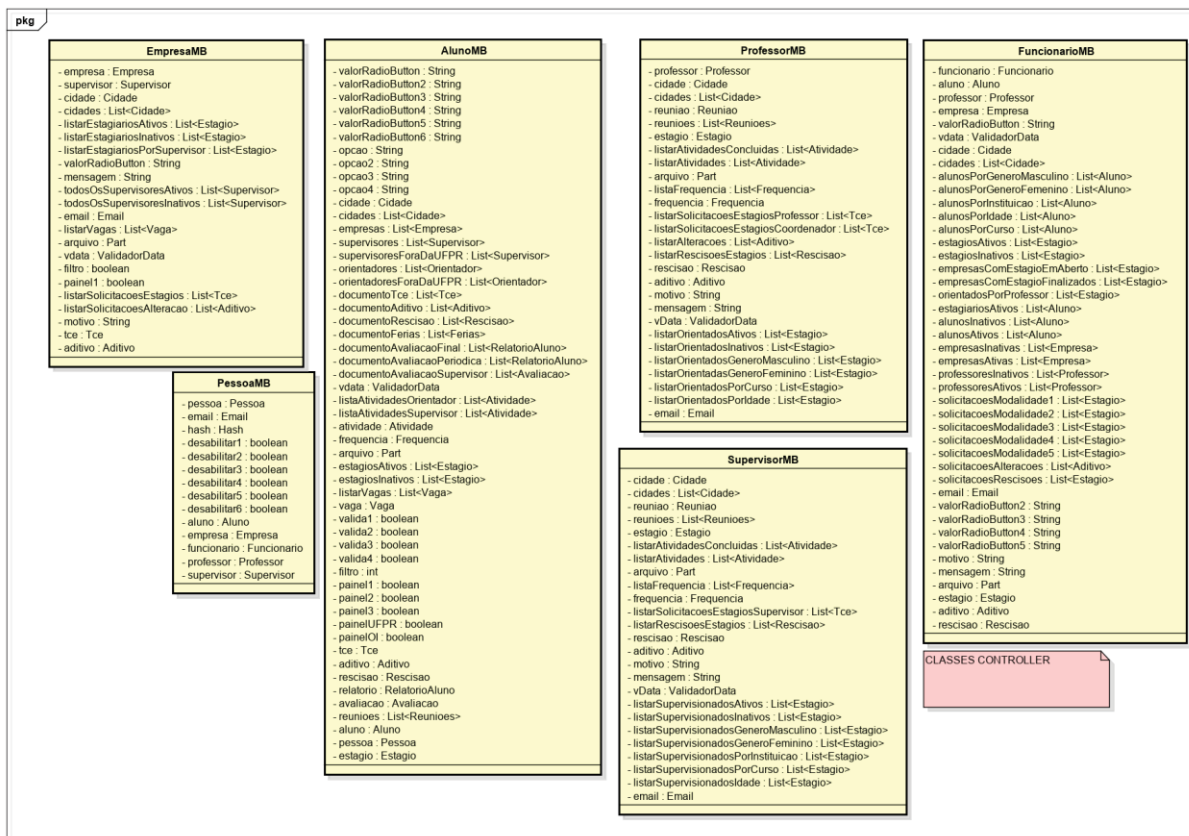 pkg
EmpresaMB
- empresa : Empresa
- supervisor : Supervisor
- cidade : Cidade
- cidades : List<Cidade>
- listarEstagiariosAtivos : List<Estagio>
- listarEstagiariosInativos : List<Estagio>
- listarEstagiariosPorSupervisor : List<Estagio>
- valorRadioButton : String
- mensagem : String
- todosOsSupervisoresAtivos : List<Supervisor>
- todosOsSupervisoresInativos : List<Supervisor>
- email : Email
- listarVagas : List<Vaga>
- arquivo : Part
- vdata : ValidadorData
- filtro : boolean
- painel1 : boolean
- listarSolicitacoesEstagios : List<Tce>
- listarSolicitacoesAlteracao : List<Aditivo>
- motivo : String
- tce : Tce
- aditivo : Aditivo
PessoaMB
- pessoa : Pessoa
- email : Email
- hash : Hash
- desabilitar1 : boolean
- desabilitar2 : boolean
- desabilitar3 : boolean
- desabilitar4 : boolean
- desabilitar5 : boolean
- desabilitar6 : boolean
- aluno : Aluno
- empresa : Empresa
- funcionario : Funcionario
- professor : Professor
- supervisor : Supervisor
AlunoMB
- valorRadioButton : String
- valorRadioButton2 : String
- valorRadioButton3 : String
- valorRadioButton4 : String
- valorRadioButton5 : String
- valorRadioButton6 : String
- opcao : String
- opcao2 : String
- opcao3 : String
- opcao4 : String
- cidade : Cidade
- cidades : List<Cidade>
- empresas : List<Empresa>
- supervisores : List<Supervisor>
- supervisoresForaDaUFPR : List<Supervisor>
- orientadores : List<Orientador>
- orientadoresForaDaUFPR : List<Orientador>
- documentoTce : List<Tce>
- documentoAditivo : List<Aditivo>
- documentoRescisao : List<Rescisao>
- documentoFerias : List<Ferias>
- documentoAvaliacaoFinal : List<RelatorioAluno>
- documentoAvaliacaoPeriodica : List<RelatorioAluno>
- documentoAvaliacaoSupervisor : List<Avaliacao>
- vdata : ValidadorData
- listaAtividadesOrientador : List<Atividade>
- listaAtividadesSupervisor : List<Atividade>
- atividade : Atividade
- frequencia : Frequencia
- arquivo : Part
- estagiosAtivos : List<Estagio>
- estagiosInativos : List<Estagio>
- listarVagas : List<Vaga>
- vaga : Vaga
- valida1 : boolean
- valida2 : boolean
- valida3 : boolean
- valida4 : boolean
- filtro : int
- painel1 : boolean
- painel2 : boolean
- painel3 : boolean
- painelUFPR : boolean
- painelOI : boolean
- tce : Tce
- aditivo : Aditivo
- rescisao : Rescisao
- relatorio : RelatorioAluno
- avaliacao : Avaliacao
- reunioes : List<Reunioes>
- aluno : Aluno
- pessoa : Pessoa
- estagio : Estagio
ProfessorMB
- professor : Professor
- cidade : Cidade
- cidades : List<Cidade>
- reuniao : Reuniao
- reunioes : List<Reunioes>
- estagio : Estagio
- listarAtividadesConcluidas : List<Atividade>
- listarAtividades : List<Atividade>
- arquivo : Part
- listaFrequencia : List<Frequencia>
- frequencia : Frequencia
- listarSolicitacoesEstagiosProfessor : List<Tce>
- listarSolicitacoesEstagiosCoordenador : List<Tce>
- listarAlteracoes : List<Aditivo>
- listarRescisoesEstagios : List<Rescisao>
- rescisao : Rescisao
- aditivo : Aditivo
- motivo : String
- mensagem : String
- vData : ValidadorData
- listarOrientadosAtivos : List<Estagio>
- listarOrientadosInativos : List<Estagio>
- listarOrientadosGeneroMasculino : List<Estagio>
- listarOrientadasGeneroFeminino : List<Estagio>
- listarOrientadosPorCurso : List<Estagio>
- listarOrientadosPorIdade : List<Estagio>
- email : Email
SupervisorMB
- cidade : Cidade
- cidades : List<Cidade>
- reuniao : Reuniao
- reunioes : List<Reunioes>
- estagio : Estagio
- listarAtividadesConcluidas : List<Atividade>
- listarAtividades : List<Atividade>
- arquivo : Part
- listaFrequencia : List<Frequencia>
- frequencia : Frequencia
- listarSolicitacoesEstagiosSupervisor : List<Tce>
- listarRescisoesEstagios : List<Rescisao>
- rescisao : Rescisao
- aditivo : Aditivo
- motivo : String
- mensagem : String
- vData : ValidadorData
- listarSupervisionadosAtivos : List<Estagio>
- listarSupervisionadosInativos : List<Estagio>
- listarSupervisionadosGeneroMasculino : List<Estagio>
- listarSupervisionadosGeneroFeminino : List<Estagio>
- listarSupervisionadosPorInstituicao : List<Estagio>
- listarSupervisionadosPorCurso : List<Estagio>
- listarSupervisionadosIdade : List<Estagio>
- email : Email
FuncionarioMB
- funcionario : Funcionario
- aluno : Aluno
- professor : Professor
- empresa : Empresa
- valorRadioButton : String
- vdata : ValidadorData
- cidade : Cidade
- cidades : List<Cidade>
- alunosPorGeneroMasculino : List<Aluno>
- alunosPorGeneroFeminino : List<Aluno>
- alunosPorInstituicao : List<Aluno>
- alunosPorIdade : List<Aluno>
- alunosPorCurso : List<Aluno>
- estagiosAtivos : List<Estagio>
- estagiosInativos : List<Estagio>
- empresasComEstagioEmAberto : List<Estagio>
- empresasComEstagioFinalizados : List<Estagio>
- orientadosPorProfessor : List<Estagio>
- estagiariosAtivos : List<Aluno>
- alunosInativos : List<Aluno>
- alunosAtivos : List<Aluno>
- empresasInativas : List<Empresa>
- empresasAtivas : List<Empresa>
- professoresInativos : List<Professor>
- professoresAtivos : List<Professor>
- solicitacoesModalidade1 : List<Estagio>
- solicitacoesModalidade2 : List<Estagio>
- solicitacoesModalidade3 : List<Estagio>
- solicitacoesModalidade4 : List<Estagio>
- solicitacoesModalidade5 : List<Estagio>
- solicitacoesAlteracoes : List<Aditivo>
- solicitacoesRescisoes : List<Estagio>
- email : Email
- valorRadioButton2 : String
- valorRadioButton3 : String
- valorRadioButton4 : String
- valorRadioButton5 : String
- motivo : String
- mensagem : String
- arquivo : Part
- estagio : Estagio
- aditivo : Aditivo
- rescisao : Rescisao
CLASSES CONTROLLER